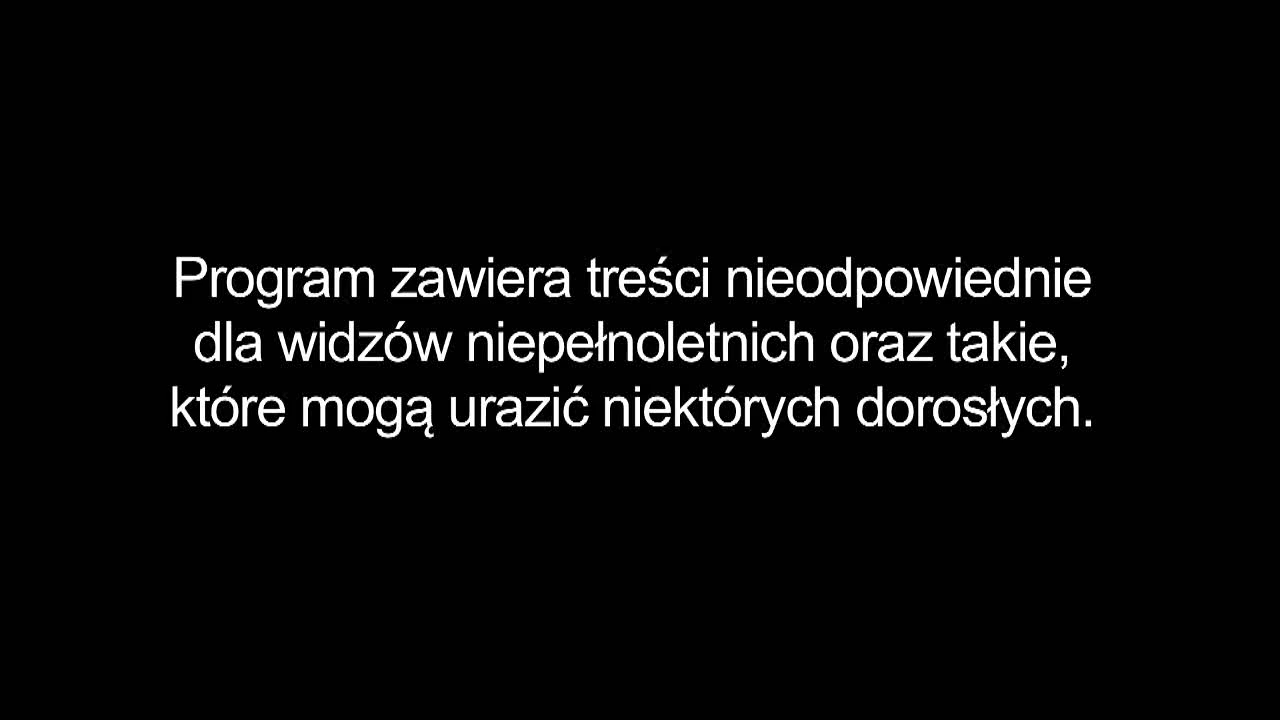 Program zawiera treści nieodpowiednie
dla widzów niepełnoletnich oraz takie,
które mogą urazić niektórych dorosłych.